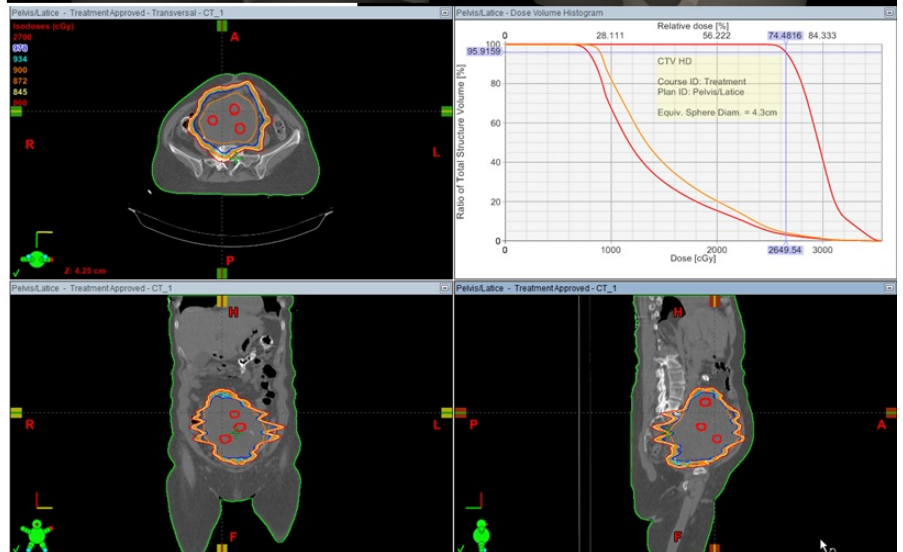 Pelvis/Latice - Treatment Approved - Transversal - CT_1
Isodoses (cGy)
2700
970
934
900
872
845
800
A
R
L
P
Z: 4.25 cm
Pelvis/Latice - Dose Volume Histogram
Relative dose [%]
0 28.111 56.222 74.4816 84.333
95.9159
100
80
60
40
20
0
Ratio of Total Structure Volume [%]
CTV HD
Course ID: Treatment
Plan ID: Pelvis/Latice
Equiv. Sphere Diam. = 4.3cm
0 1000 2000 2649.54 3000
Dose [cGy]
Pelvis/Latice - Treatment Approved - CT_1
H
R
L
F
Pelvis/Latice - Treatment Approved - CT_1
H
P
A
F